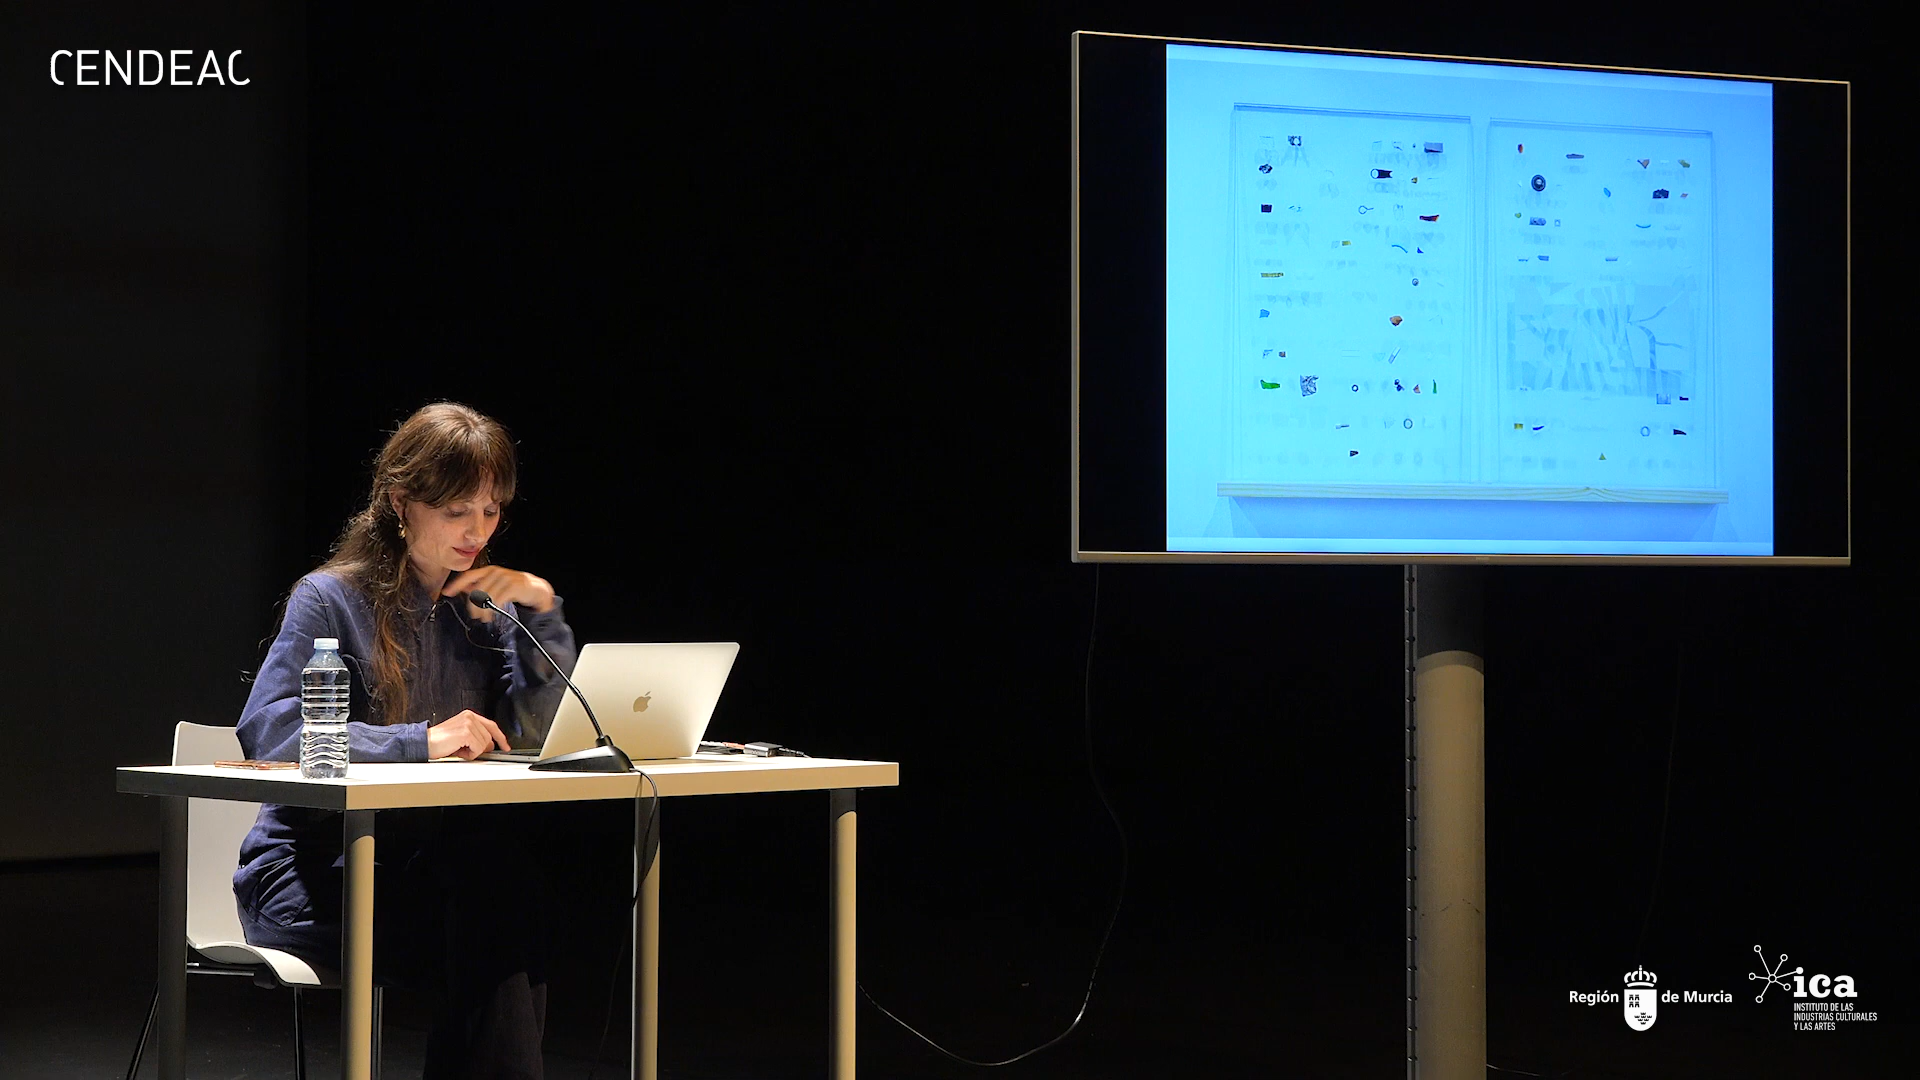 CENDEAC
Región de Murcia
ica
INSTITUTO DE LAS
INDUSTRIAS CULTURALES
Y LAS ARTES